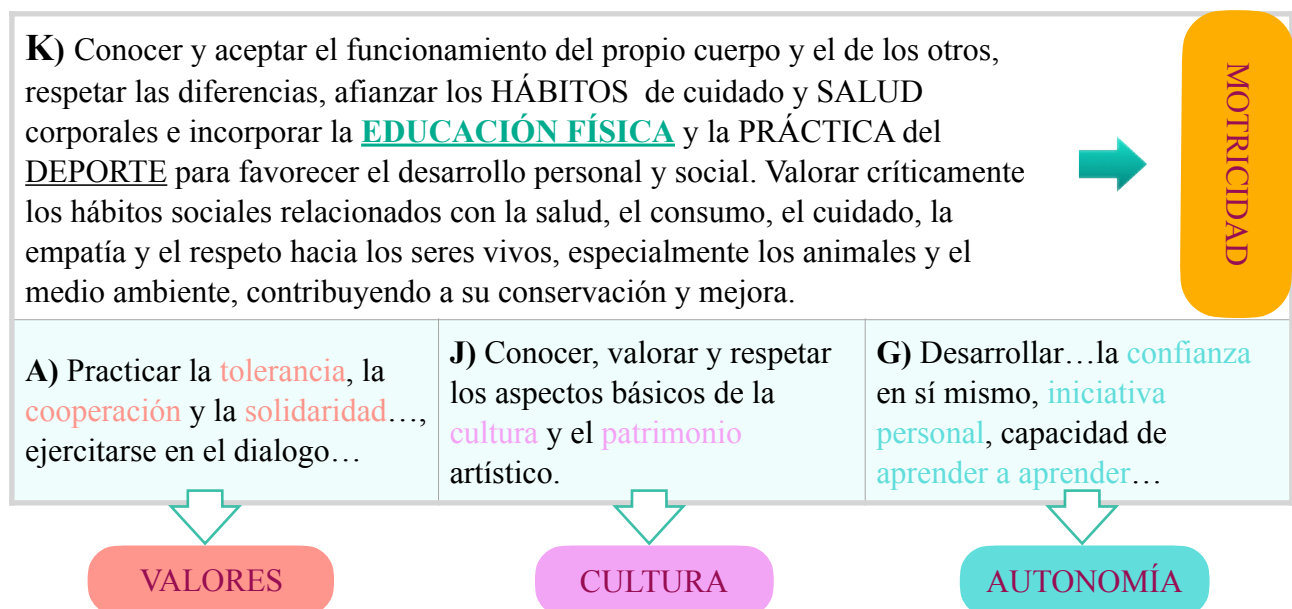 K) Conocer y aceptar el funcionamiento del propio cuerpo y el de los otros,
respetar las diferencias, afianzar los HÁBITOS de cuidado y SALUD
corporales e incorporar la EDUCACIÓN FÍSICA y la PRÁCTICA del
DEPORTE para favorecer el desarrollo personal y social. Valorar críticamente
los hábitos sociales relacionados con la salud, el consumo, el cuidado, la
empatía y el respeto hacia los seres vivos, especialmente los animales y el
medio ambiente, contribuyendo a su conservación y mejora.
MOTRICIDAD
A) Practicar la tolerancia, la
cooperación y la solidaridad…,
ejercitarse en el dialogo…
J) Conocer, valorar y respetar
los aspectos básicos de la
cultura y el patrimonio
artístico.
G) Desarrollar…la confianza
en sí mismo, iniciativa
personal, capacidad de
aprender a aprender…
VALORES
CULTURA
AUTONOMÍA